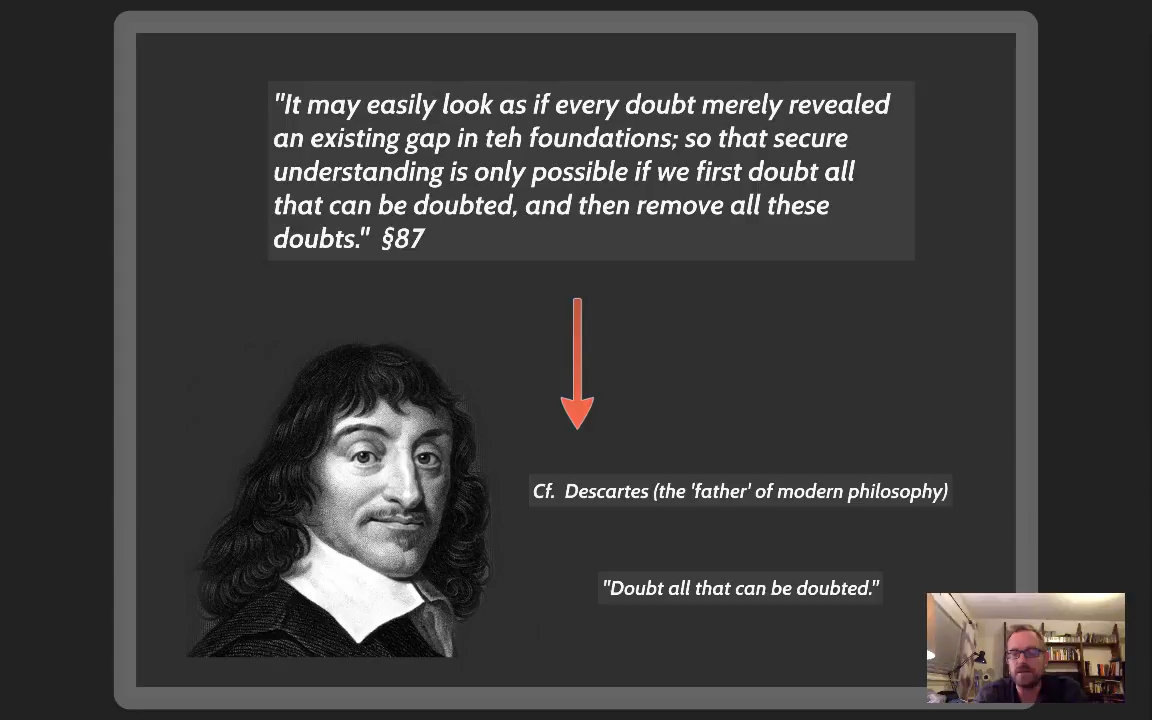 "It may easily look as if every doubt merely revealed
an existing gap in teh foundations; so that secure
understanding is only possible if we first doubt all
that can be doubted, and then remove all these
doubts." §87
Cf. Descartes (the 'father' of modern philosophy)
"Doubt all that can be doubted."